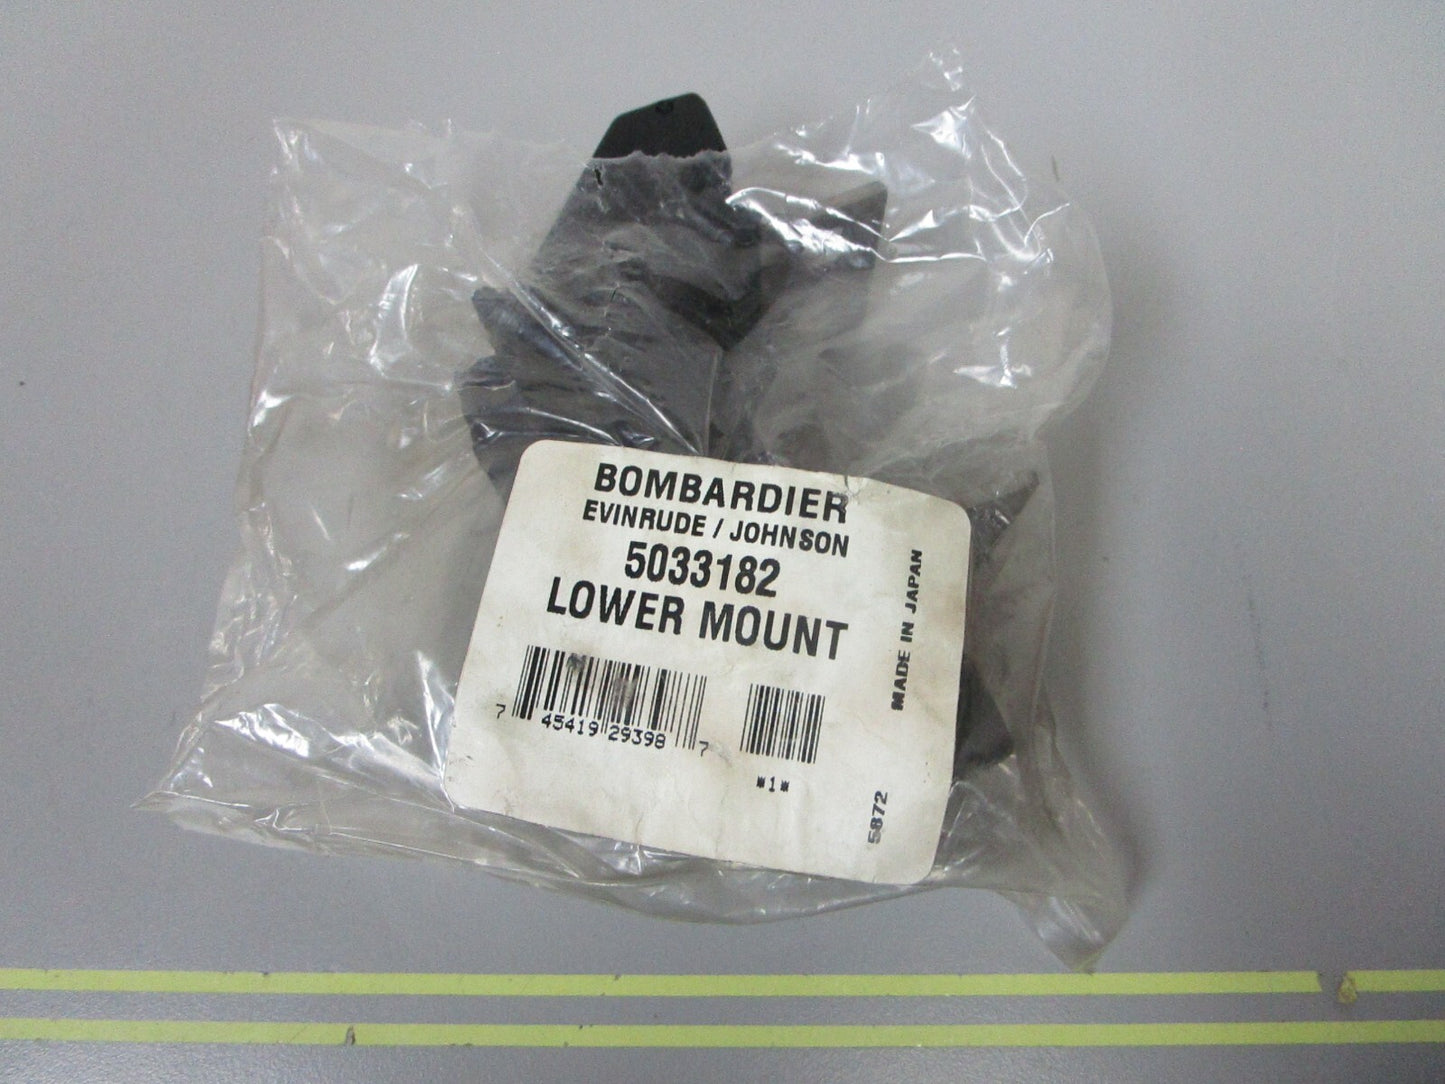 BOMBARDIER
EVINRUDE / JOHNSON
5033182
LOWER MOUNT
7 45419 29398 7
*1*
MADE IN JAPAN
5872